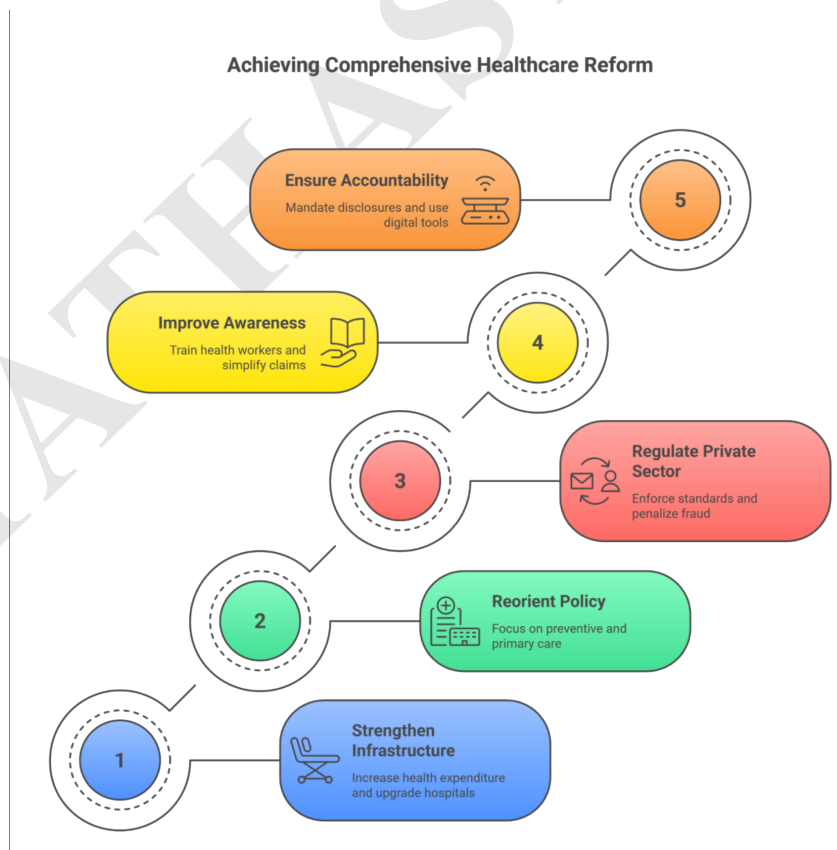 Achieving Comprehensive Healthcare Reform
Ensure Accountability
Mandate disclosures and use
digital tools
5
Improve Awareness
Train health workers and
simplify claims
4
3
Regulate Private
Sector
Enforce standards and
penalize fraud
2
Reorient Policy
Focus on preventive and
primary care
1
Strengthen
Infrastructure
Increase health expenditure
and upgrade hospitals
ATHAS